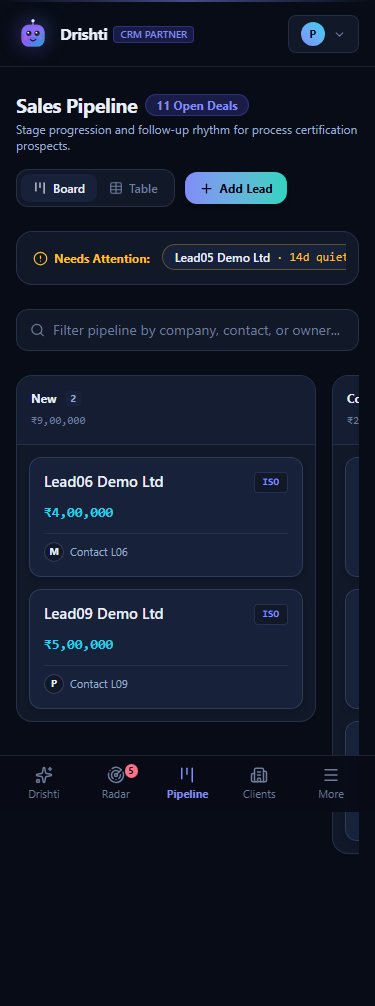 Drishti CRM PARTNER P
Sales Pipeline 11 Open Deals
Stage progression and follow-up rhythm for process certification
prospects.
Board Table + Add Lead
Needs Attention: Lead05 Demo Ltd · 14d quiet
Filter pipeline by company, contact, or owner...
New 2
₹9,00,000
Lead06 Demo Ltd ISO
₹4,00,000
M Contact L06
Lead09 Demo Ltd ISO
₹5,00,000
P Contact L09
Drishti Radar 5 Pipeline Clients More